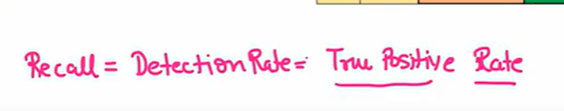 Recall = Detection Rate = True Positive Rate